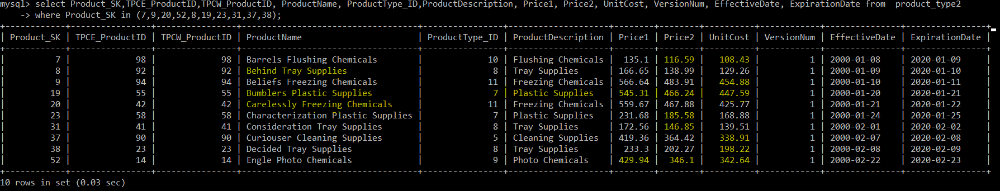 mysql> select Product_SK,TPCE_ProductID,TPCW_ProductID, ProductName, ProductType_ID,ProductDescription, Price1, Price2, UnitCost, VersionNum, EffectiveDate, ExpirationDate from  product_type2
    -> where Product_SK in (7,9,20,52,8,19,23,31,37,38);
+------------+----------------+----------------+----------------------------------+----------------+--------------------+--------+--------+----------+------------+---------------+----------------+
| Product_SK | TPCE_ProductID | TPCW_ProductID | ProductName                      | ProductType_ID | ProductDescription | Price1 | Price2 | UnitCost | VersionNum | EffectiveDate | ExpirationDate |
+------------+----------------+----------------+----------------------------------+----------------+--------------------+--------+--------+----------+------------+---------------+----------------+
|          7 |             98 |             98 | Barrels Flushing Chemicals       |             10 | Flushing Chemicals |  135.1 | 116.59 |   108.43 |          1 | 2000-01-08    | 2020-01-09     |
|          8 |             92 |             92 | Behind Tray Supplies             |              8 | Tray Supplies      | 166.65 | 138.99 |   129.26 |          1 | 2000-01-09    | 2020-01-10     |
|          9 |             94 |             94 | Beliefs Freezing Chemicals       |             11 | Freezing Chemicals | 566.64 | 483.91 |   454.88 |          1 | 2000-01-10    | 2020-01-11     |
|         19 |             55 |             55 | Bumblers Plastic Supplies        |              7 | Plastic Supplies   | 545.31 | 466.24 |   447.59 |          1 | 2000-01-20    | 2020-01-21     |
|         20 |             42 |             42 | Carelessly Freezing Chemicals    |             11 | Freezing Chemicals | 559.67 | 467.88 |   425.77 |          1 | 2000-01-21    | 2020-01-22     |
|         23 |             58 |             58 | Characterization Plastic Supplies |              7 | Plastic Supplies   | 231.68 | 185.58 |   168.88 |          1 | 2000-01-24    | 2020-01-25     |
|         31 |             41 |             41 | Consideration Tray Supplies      |              8 | Tray Supplies      | 172.56 | 146.85 |   139.51 |          1 | 2000-02-01    | 2020-02-02     |
|         37 |             90 |             90 | Curiouser Cleaning Supplies      |              5 | Cleaning Supplies  | 419.36 | 364.42 |   338.91 |          1 | 2000-02-07    | 2020-02-08     |
|         38 |             23 |             23 | Decided Tray Supplies            |              8 | Tray Supplies      |  233.3 | 202.27 |   198.22 |          1 | 2000-02-08    | 2020-02-09     |
|         52 |             14 |             14 | Engle Photo Chemicals            |              9 | Photo Chemicals    | 429.94 |  346.1 |   342.64 |          1 | 2000-02-22    | 2020-02-23     |
+------------+----------------+----------------+----------------------------------+----------------+--------------------+--------+--------+----------+------------+---------------+----------------+
10 rows in set (0.03 sec)